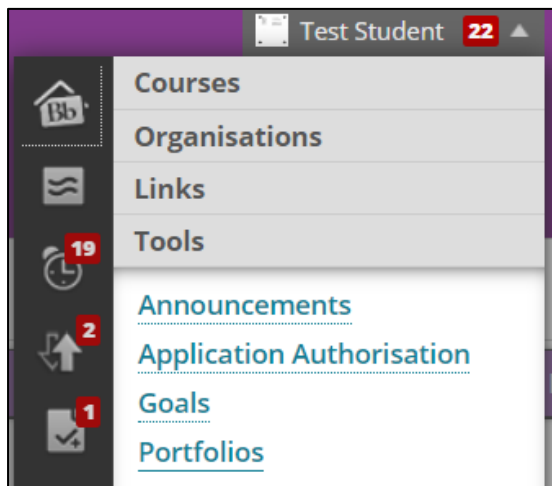 Test Student 22
Bb
Courses
Organisations
Links
Tools
19
2
1
Announcements
Application Authorisation
Goals
Portfolios